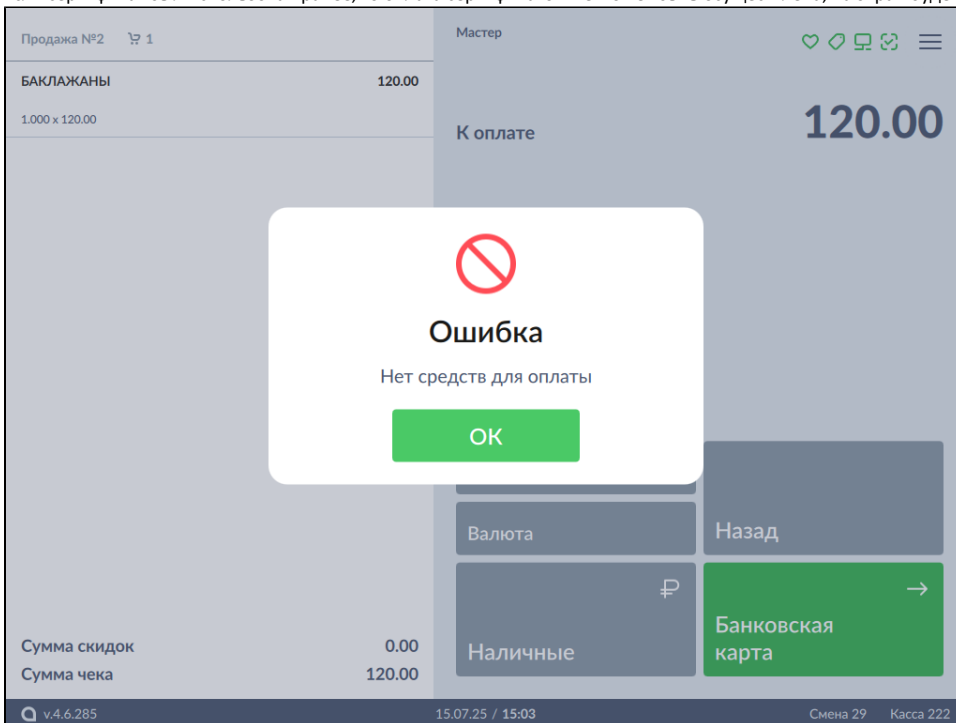 Продажа №2 1
Мастер
БАКЛАЖАНЫ 120.00
1.000 x 120.00
К оплате 120.00
Ошибка
Нет средств для оплаты
ОК
Валюта
Назад
Наличные
Банковская
карта
Сумма скидок 0.00
Сумма чека 120.00
v.4.6.285 15.07.25 / 15:03 Смена 29 Касса 222